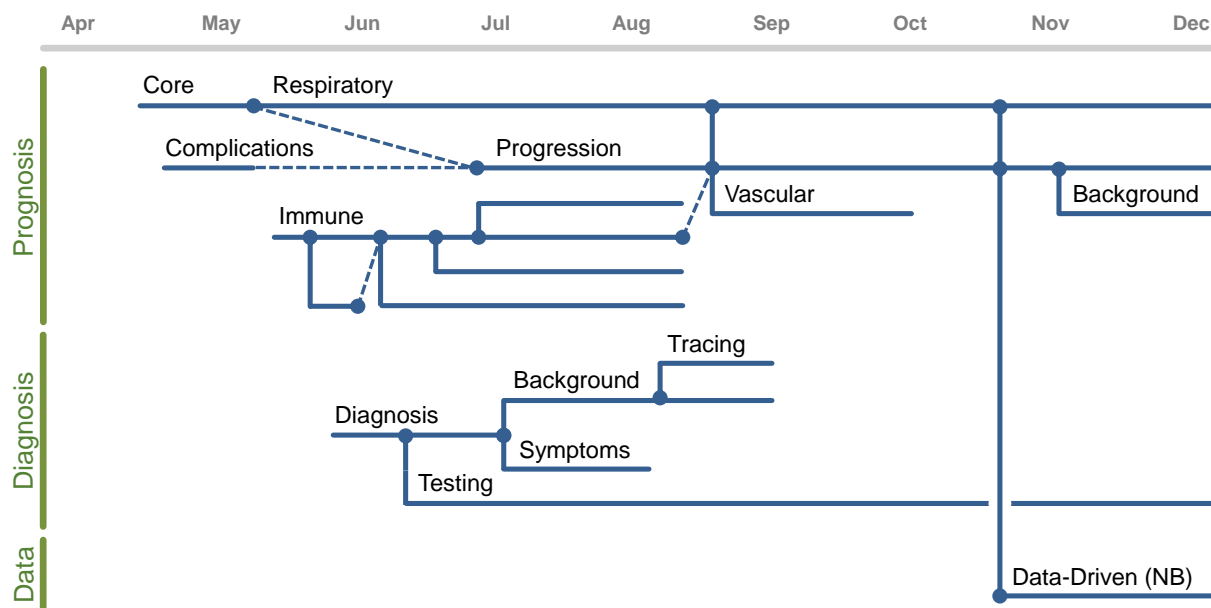 Apr May Jun Jul Aug Sep Oct Nov Dec
Prognosis
Core Respiratory
Complications Progression
Vascular Background
Immune
Diagnosis
Tracing
Background
Diagnosis
Symptoms
Testing
Data
Data-Driven (NB)